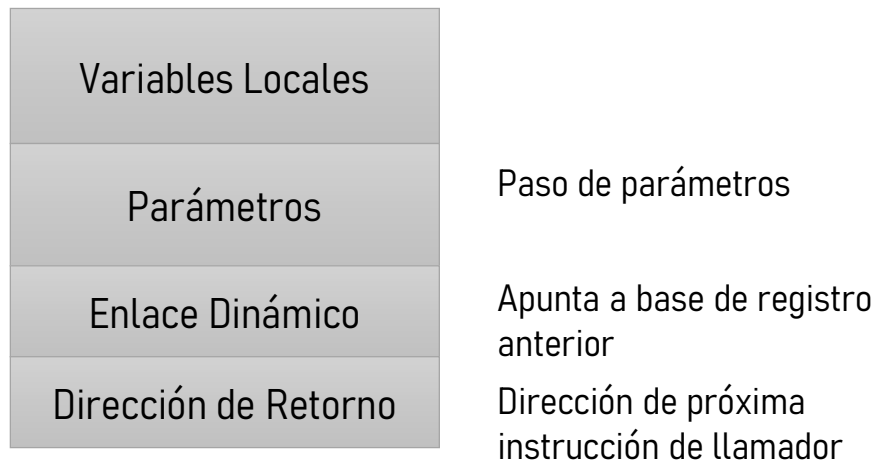 Variables Locales
Parámetros
Paso de parámetros
Enlace Dinámico
Apunta a base de registro
anterior
Dirección de Retorno
Dirección de próxima
instrucción de llamador